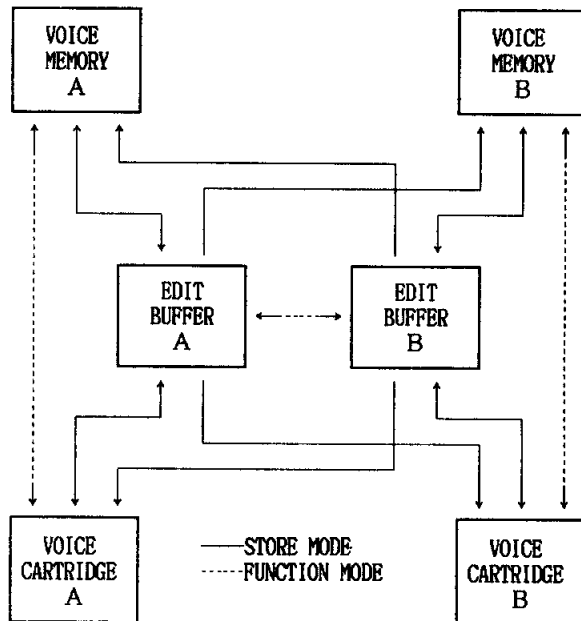 VOICE
MEMORY
A
VOICE
MEMORY
B
EDIT
BUFFER
A
EDIT
BUFFER
B
VOICE
CARTRIDGE
A
STORE MODE
FUNCTION MODE
VOICE
CARTRIDGE
B